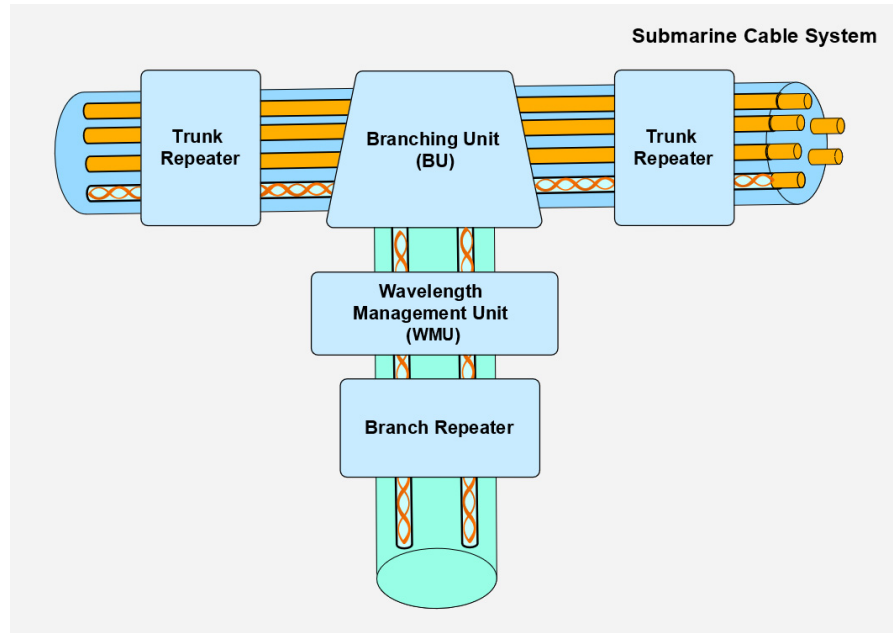 Submarine Cable System
Trunk
Repeater
Branching Unit
(BU)
Trunk
Repeater
Wavelength
Management Unit
(WMU)
Branch Repeater